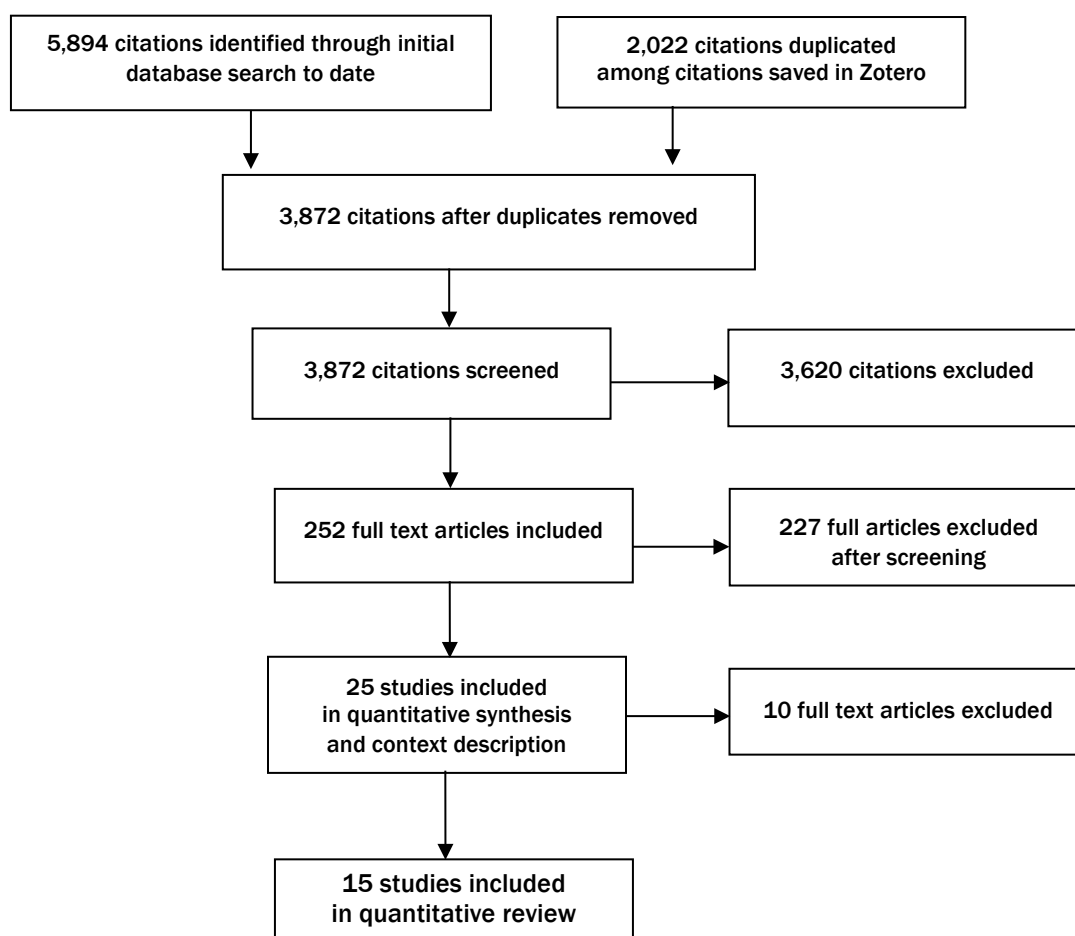 5,894 citations identified through initial
database search to date
2,022 citations duplicated
among citations saved in Zotero
3,872 citations after duplicates removed
3,872 citations screened
3,620 citations excluded
252 full text articles included
227 full articles excluded
after screening
25 studies included
in quantitative synthesis
and context description
10 full text articles excluded
15 studies included
in quantitative review